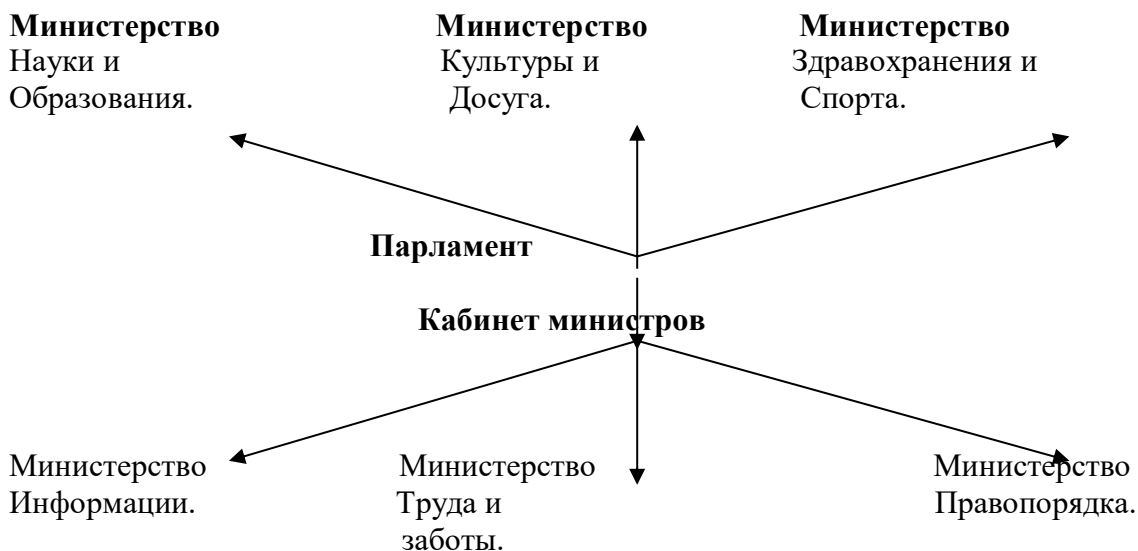 Министерство Министерство Министерство
Науки и Культуры и Здравохранения и
Образования. Досуга. Спорта.
Парламент
Кабинет министров
Министерство Министерство Министерство
Информации. Труда и Правопорядка.
заботы.